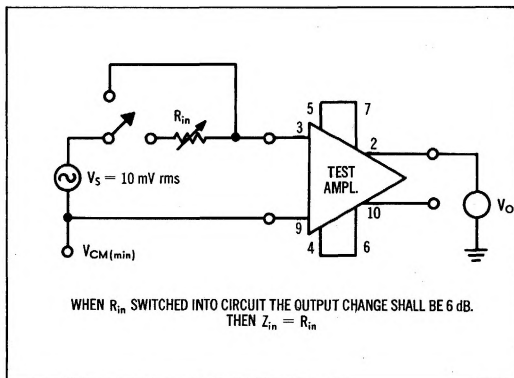 5 7
R_in
3
2
V_S = 10 mV rms
TEST
AMPL.
V_O
9
10
4 6
V_CM(min)
WHEN R_in SWITCHED INTO CIRCUIT THE OUTPUT CHANGE SHALL BE 6 dB.
THEN Z_in = R_in